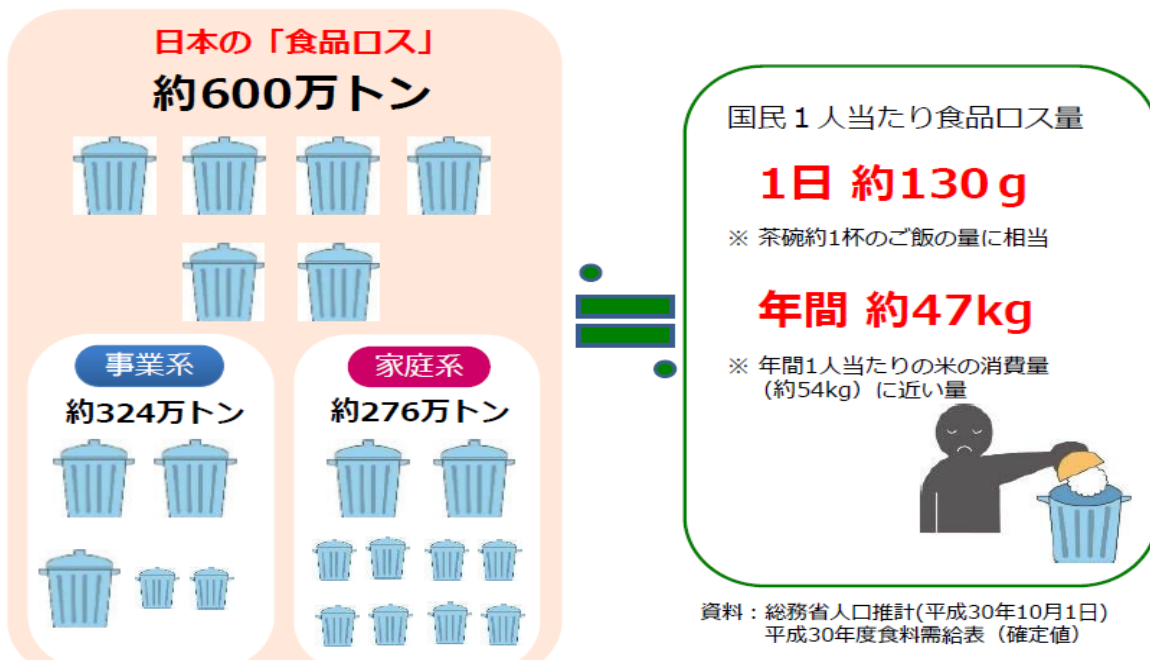 日本の「食品ロス」
約600万トン
事業系
約324万トン
家庭系
約276万トン
国民１人当たり食品ロス量
1日 約130ｇ
※ 茶碗約1杯のご飯の量に相当
年間 約47kg
※ 年間1人当たりの米の消費量
(約54kg）に近い量
資料：総務省人口推計(平成30年10月1日)
平成30年度食料需給表（確定値）